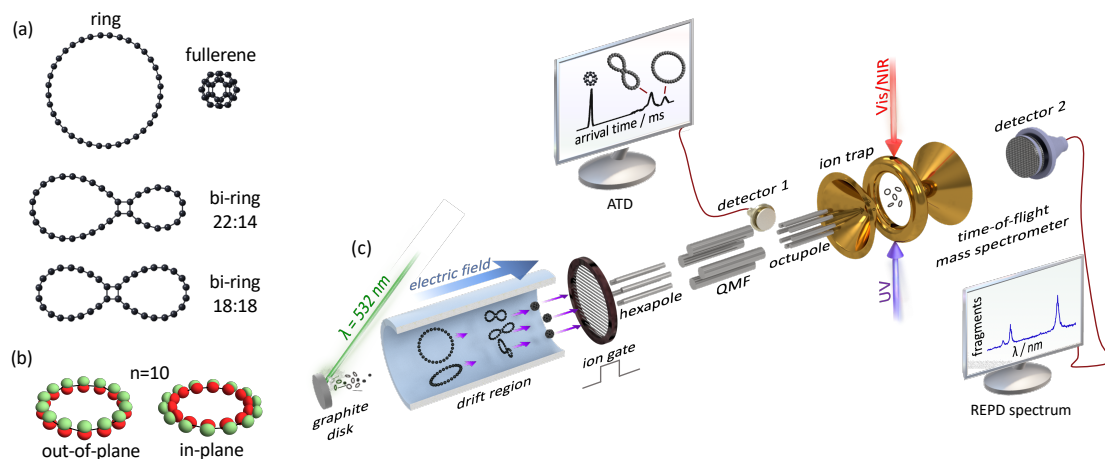 (a)
ring
fullerene
bi-ring
22:14
bi-ring
18:18
(b)
n=10
out-of-plane
in-plane
(c)
λ = 532 nm
graphite
disk
electric field
drift region
ion gate
hexapole
QMF
octupole
detector 1
arrival time / ms
ATD
ion trap
Vis/NIR
UV
detector 2
time-of-flight
mass spectrometer
fragments
λ / nm
REPD spectrum